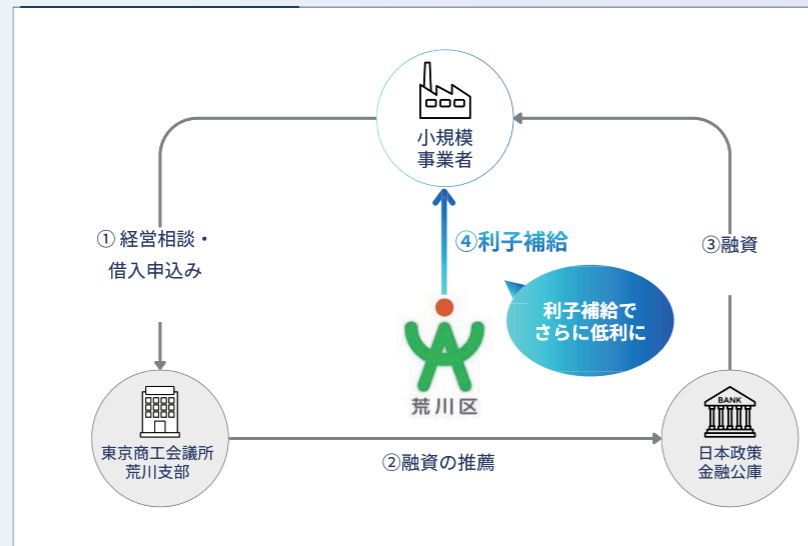 小規模
事業者
① 経営相談・
借入申込み
④利子補給
③融資
利子補給で
さらに低利に
荒川区
BANK
東京商工会議所
荒川支部
②融資の推薦
日本政策
金融公庫